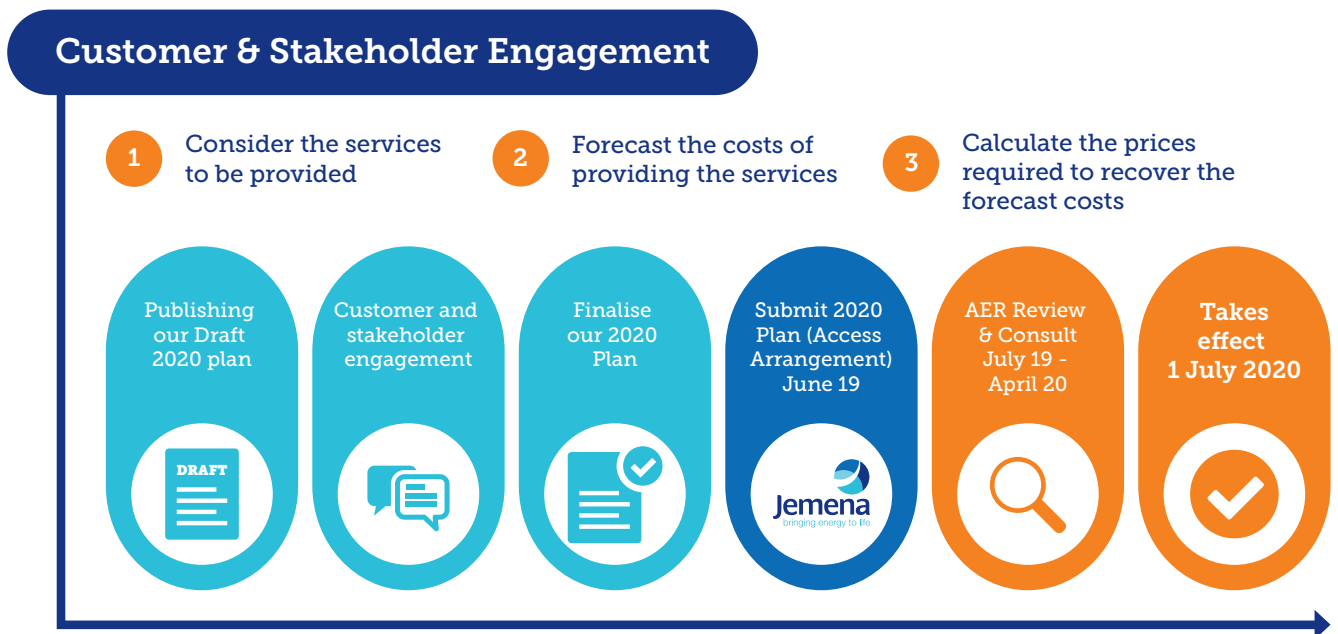 Customer & Stakeholder Engagement
1
Consider the services
to be provided
2
Forecast the costs of
providing the services
3
Calculate the prices
required to recover the
forecast costs
Publishing
our Draft
2020 plan
DRAFT
Customer and
stakeholder
engagement
Finalise
our 2020
Plan
Submit 2020
Plan (Access
Arrangement)
June 19
Jemena
bringing energy to life
AER Review
& Consult
July 19 -
April 20
Takes
effect
1 July 2020